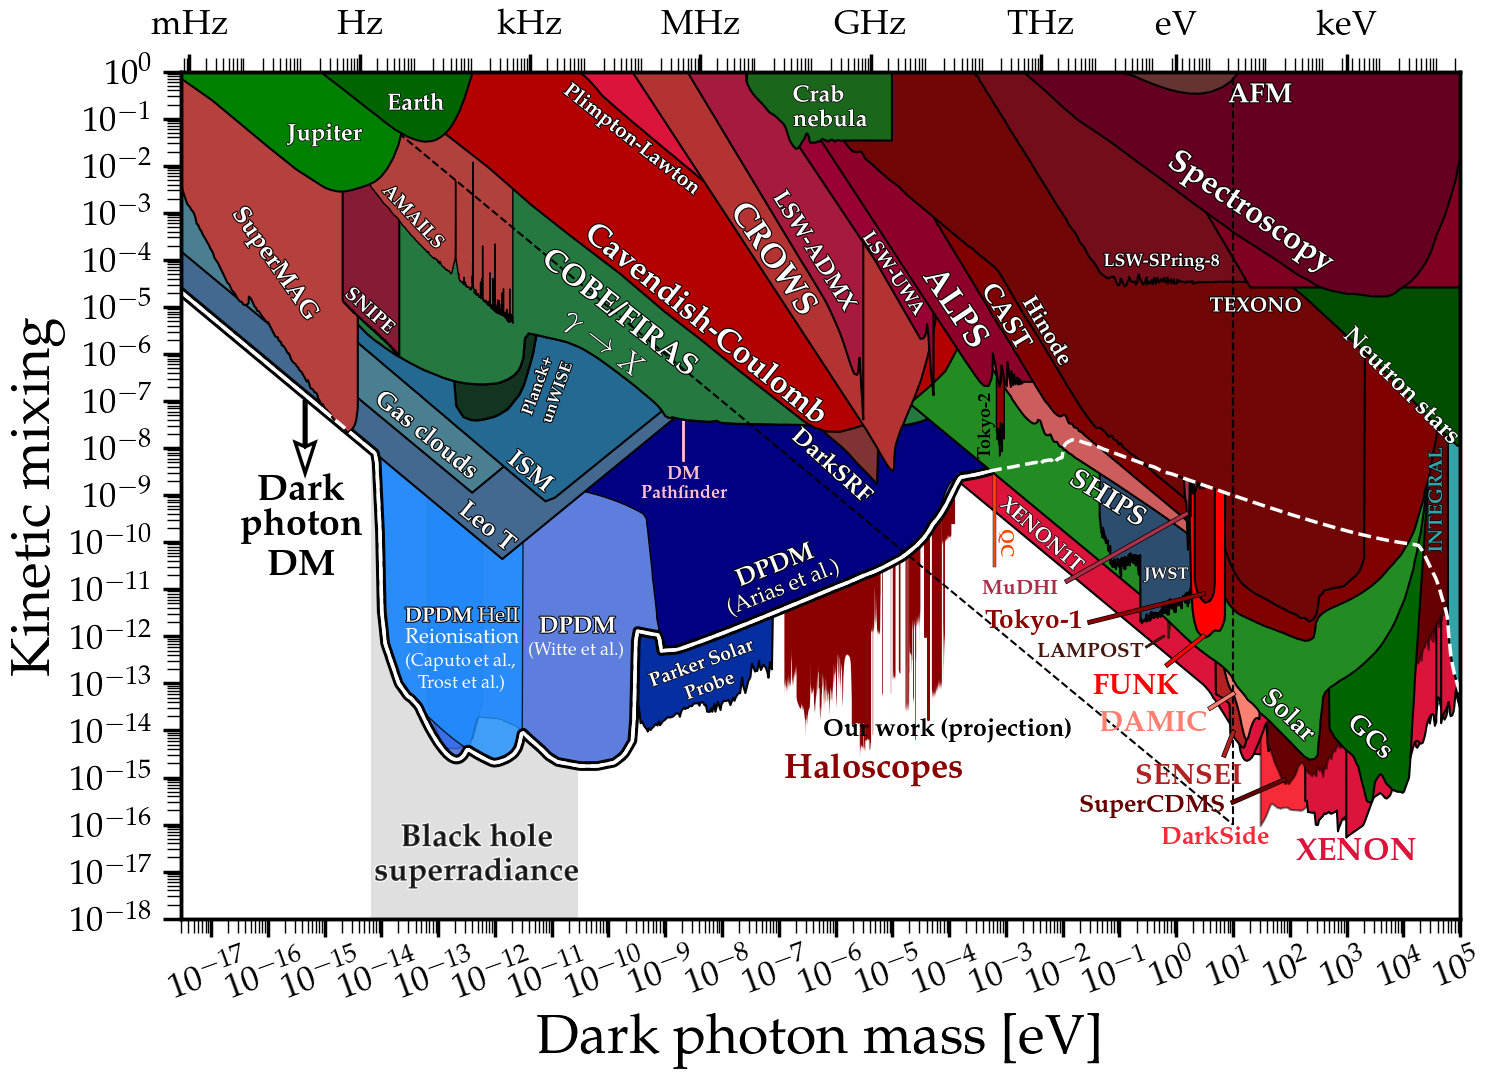 mHz Hz kHz MHz GHz THz eV keV
10^0
10^−1
10^−2
10^−3
10^−4
10^−5
10^−6
10^−7
10^−8
10^−9
10^−10
10^−11
10^−12
10^−13
10^−14
10^−15
10^−16
10^−17
10^−18
Kinetic mixing
Jupiter
Earth
Plimpton-Lawton
Crab
nebula
AFM
Spectroscopy
SuperMAG
AMAILS
SNIPE
Cavendish-Coulomb
COBE/FIRAS
γ → X
CROWS
LSW-ADMX
LSW-UWA
ALPS
CAST
Hinode
LSW-SPring-8
TEXONO
Neutron stars
Planck+
unWISE
Gas clouds
ISM
Leo T
DM
Pathfinder
DarkSRF
Tokyo-2
SHIPS
XENON1T
QC
INTEGRAL
Dark
photon
DM
DPDM
(Arias et al.)
MuDHI
JWST
Tokyo-1
LAMPOST
FUNK
DAMIC
SENSEI
SuperCDMS
DarkSide
XENON
Solar
GCs
DPDM HeII
Reionisation
(Caputo et al.,
Trost et al.)
DPDM
(Witte et al.)
Parker Solar
Probe
Our work (projection)
Haloscopes
Black hole
superradiance
10^−17 10^−16 10^−15 10^−14 10^−13 10^−12 10^−11 10^−10 10^−9 10^−8 10^−7 10^−6 10^−5 10^−4 10^−3 10^−2 10^−1 10^0 10^1 10^2 10^3 10^4 10^5
Dark photon mass [eV]